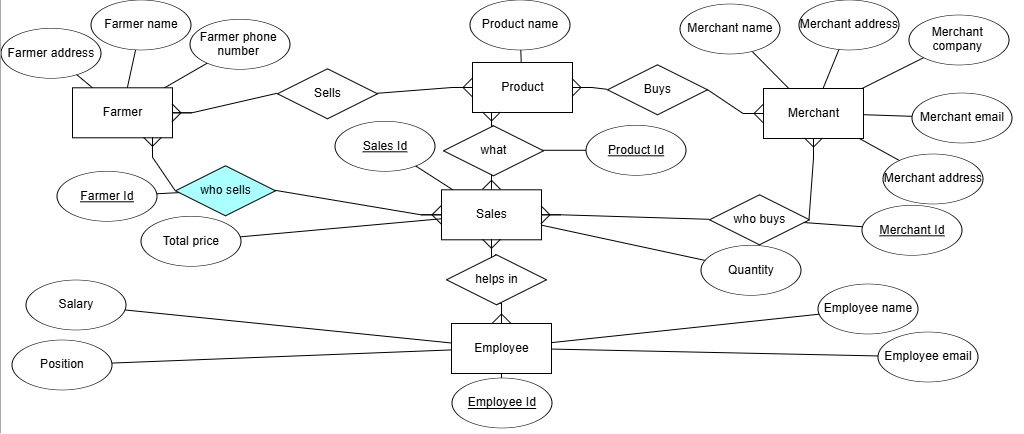 Farmer name
Product name
Merchant name
Merchant address
Farmer address
Farmer phone
number
Merchant
company
Sells
Product
Buys
Farmer
Merchant
Merchant email
Sales Id
what
Product Id
Merchant address
Farmer Id
who sells
Sales
who buys
Merchant Id
Total price
Quantity
helps in
Salary
Employee name
Position
Employee
Employee email
Employee Id